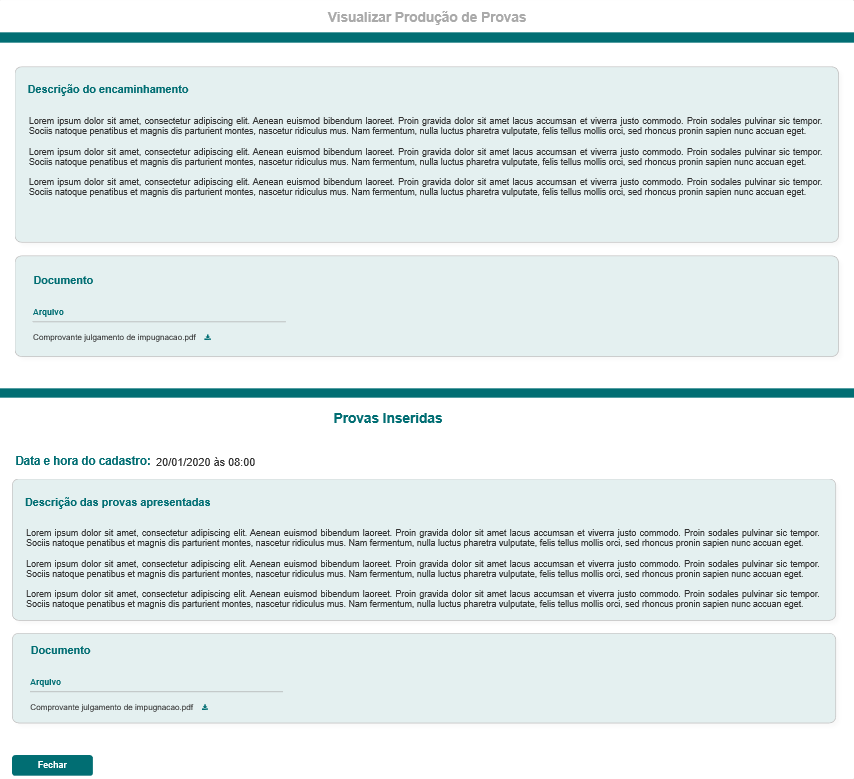 Visualizar Produção de Provas
Descrição do encaminhamento
Lorem ipsum dolor sit amet, consectetur adipiscing elit. Aenean euismod bibendum laoreet. Proin gravida dolor sit amet lacus accumsan et viverra justo commodo. Proin sodales pulvinar sic tempor.
Sociis natoque penatibus et magnis dis parturient montes, nascetur ridiculus mus. Nam fermentum, nulla luctus pharetra vulputate, felis tellus mollis orci, sed rhoncus pronin sapien nunc accuan eget.
Lorem ipsum dolor sit amet, consectetur adipiscing elit. Aenean euismod bibendum laoreet. Proin gravida dolor sit amet lacus accumsan et viverra justo commodo. Proin sodales pulvinar sic tempor.
Sociis natoque penatibus et magnis dis parturient montes, nascetur ridiculus mus. Nam fermentum, nulla luctus pharetra vulputate, felis tellus mollis orci, sed rhoncus pronin sapien nunc accuan eget.
Lorem ipsum dolor sit amet, consectetur adipiscing elit. Aenean euismod bibendum laoreet. Proin gravida dolor sit amet lacus accumsan et viverra justo commodo. Proin sodales pulvinar sic tempor.
Sociis natoque penatibus et magnis dis parturient montes, nascetur ridiculus mus. Nam fermentum, nulla luctus pharetra vulputate, felis tellus mollis orci, sed rhoncus pronin sapien nunc accuan eget.
Documento
Arquivo
Comprovante julgamento de impugnacao.pdf
Provas Inseridas
Data e hora do cadastro: 20/01/2020 às 08:00
Descrição das provas apresentadas
Lorem ipsum dolor sit amet, consectetur adipiscing elit. Aenean euismod bibendum laoreet. Proin gravida dolor sit amet lacus accumsan et viverra justo commodo. Proin sodales pulvinar sic tempor.
Sociis natoque penatibus et magnis dis parturient montes, nascetur ridiculus mus. Nam fermentum, nulla luctus pharetra vulputate, felis tellus mollis orci, sed rhoncus pronin sapien nunc accuan eget.
Lorem ipsum dolor sit amet, consectetur adipiscing elit. Aenean euismod bibendum laoreet. Proin gravida dolor sit amet lacus accumsan et viverra justo commodo. Proin sodales pulvinar sic tempor.
Sociis natoque penatibus et magnis dis parturient montes, nascetur ridiculus mus. Nam fermentum, nulla luctus pharetra vulputate, felis tellus mollis orci, sed rhoncus pronin sapien nunc accuan eget.
Lorem ipsum dolor sit amet, consectetur adipiscing elit. Aenean euismod bibendum laoreet. Proin gravida dolor sit amet lacus accumsan et viverra justo commodo. Proin sodales pulvinar sic tempor.
Sociis natoque penatibus et magnis dis parturient montes, nascetur ridiculus mus. Nam fermentum, nulla luctus pharetra vulputate, felis tellus mollis orci, sed rhoncus pronin sapien nunc accuan eget.
Documento
Arquivo
Comprovante julgamento de impugnacao.pdf
Fechar